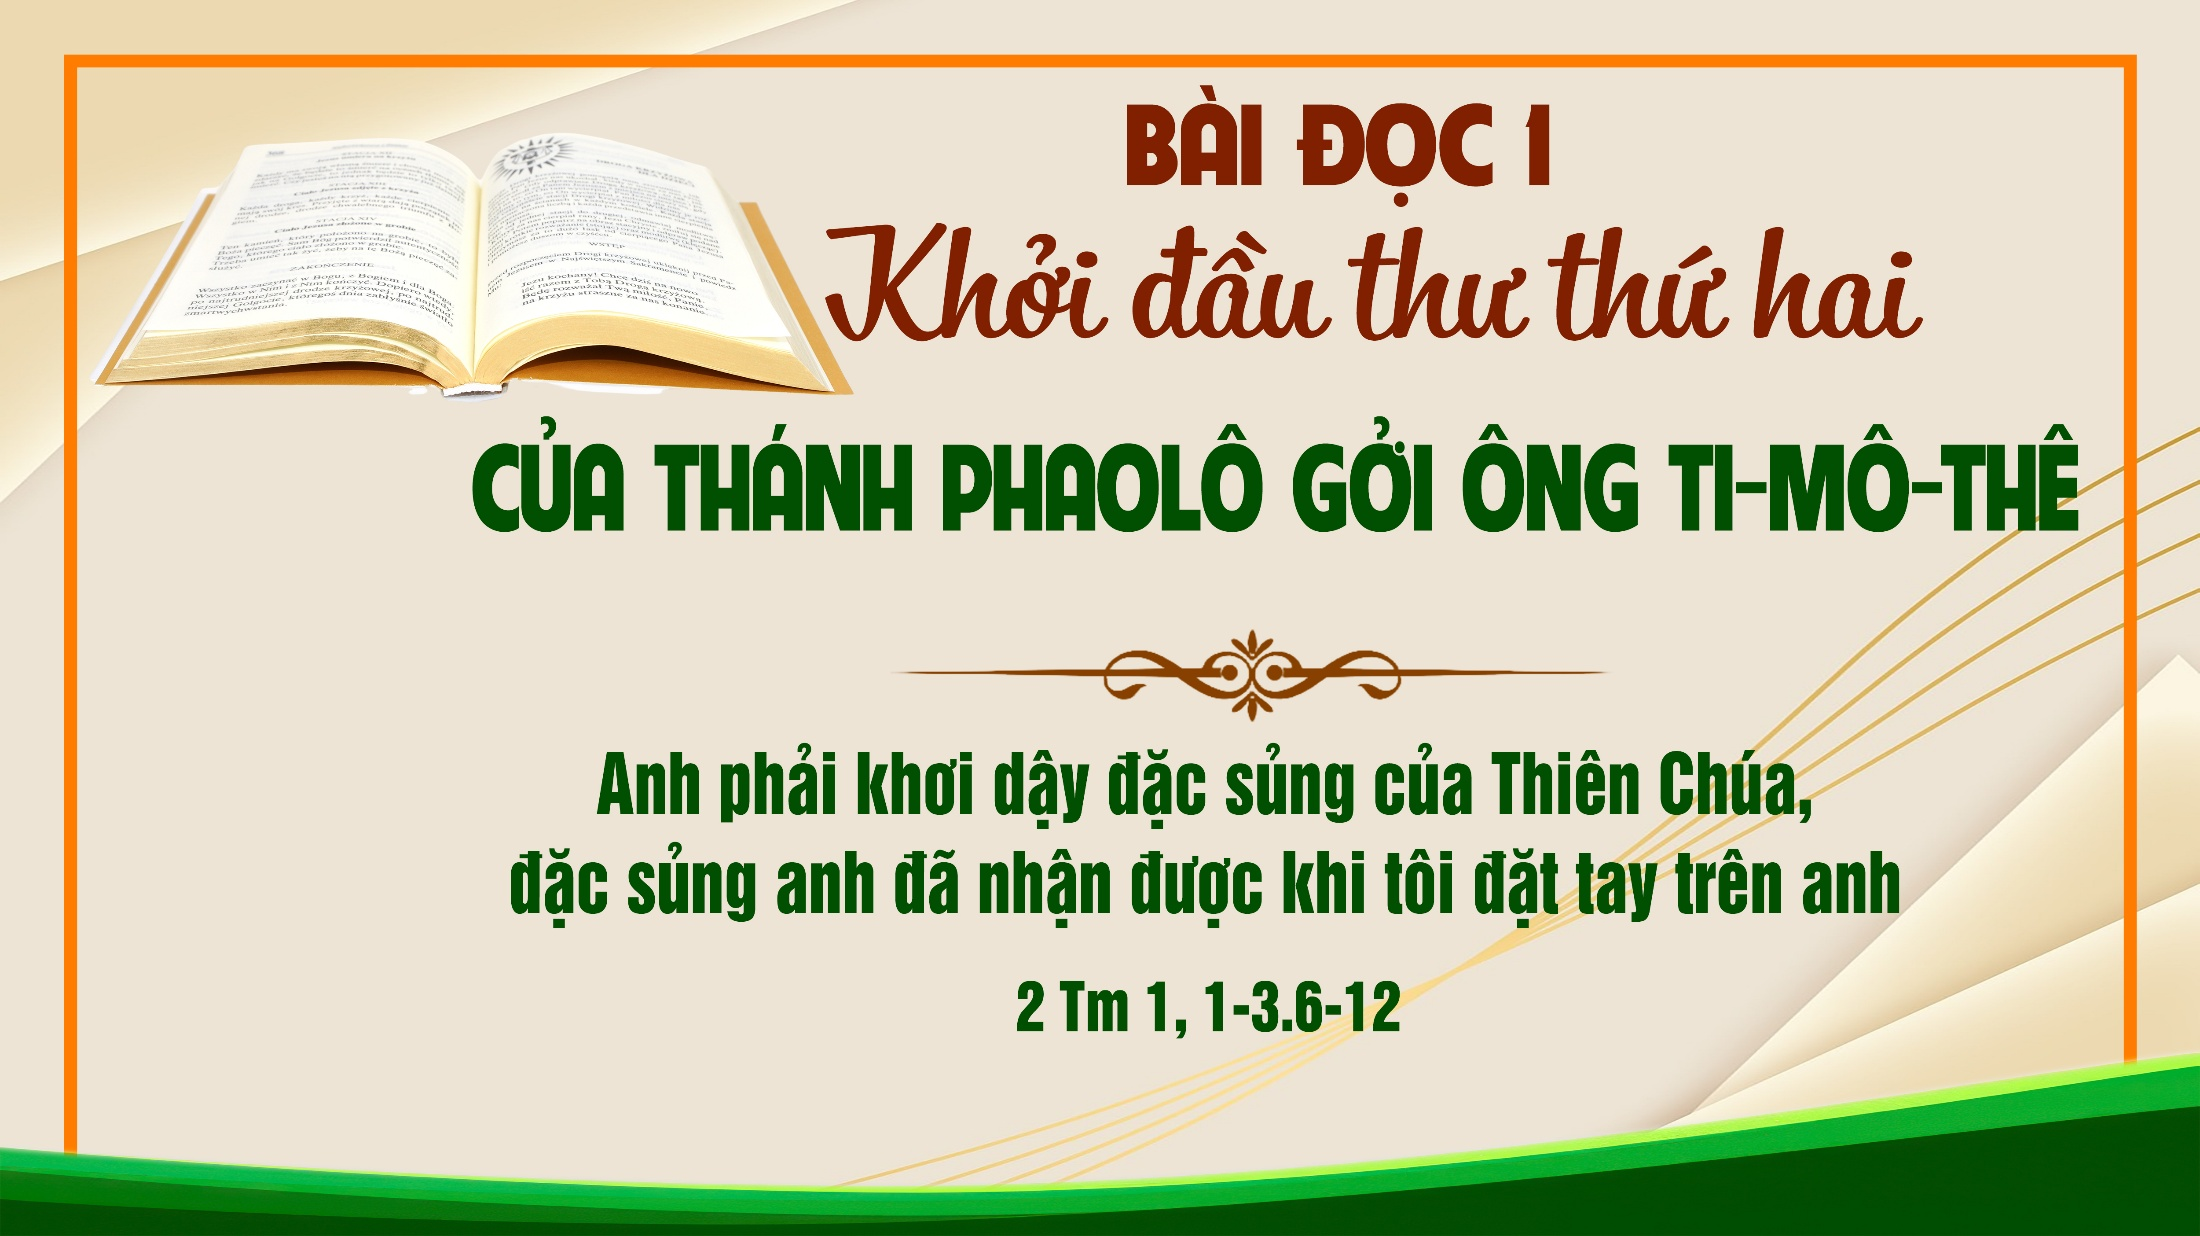 BÀI ĐỌC 1
Khởi đầu thư thứ hai
CỦA THÁNH PHAOLÔ GỞI ÔNG TI-MÔ-THÊ
Anh phải khơi dậy đặc sủng của Thiên Chúa,
đặc sủng anh đã nhận được khi tôi đặt tay trên anh
2 Tm 1, 1-3.6-12